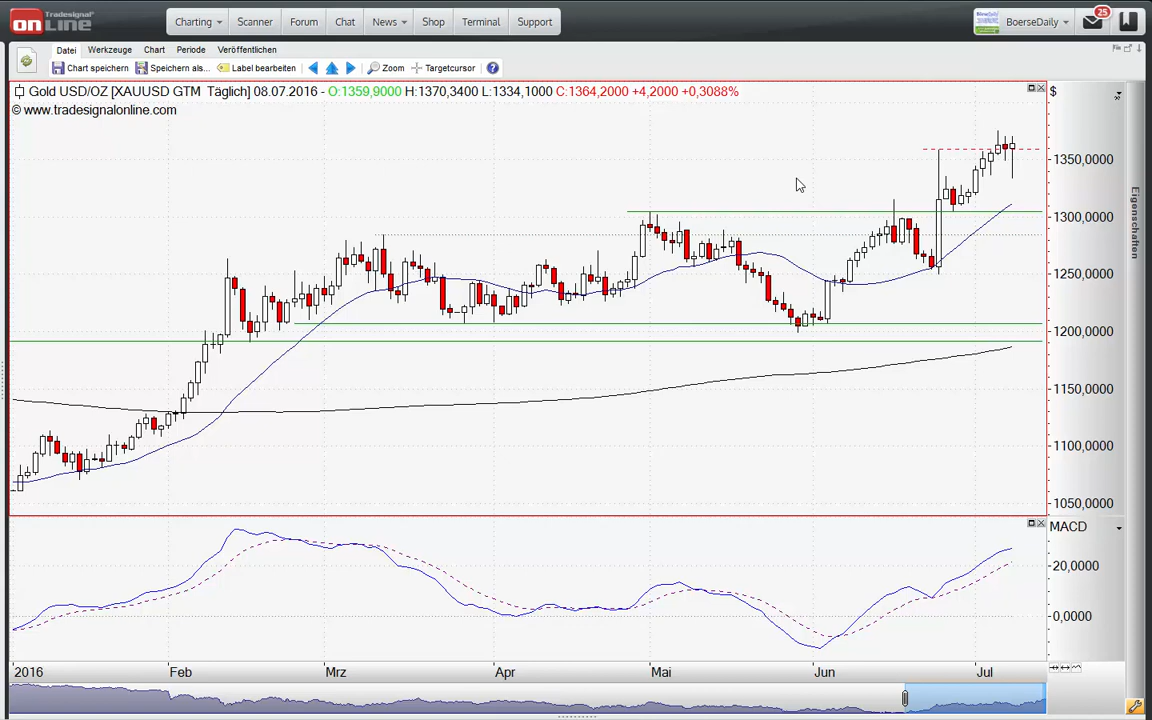 Tradesignal®
on LINE
Charting Scanner Forum Chat News Shop Terminal Support
BoerseDaily 25
Datei Werkzeuge Chart Periode Veröffentlichen
Chart speichern Speichern als... Label bearbeiten Zoom Targetcursor ?
Gold USD/OZ [XAUUSD GTM Täglich] 08.07.2016 - O:1359,9000 H:1370,3400 L:1334,1000 C:1364,2000 +4,2000 +0,3088%
$
© www.tradesignalonline.com
1350,0000
1300,0000
1250,0000
1200,0000
1150,0000
1100,0000
1050,0000
Eigenschaften
MACD
20,0000
0,0000
2016 Feb Mrz Apr Mai Jun Jul